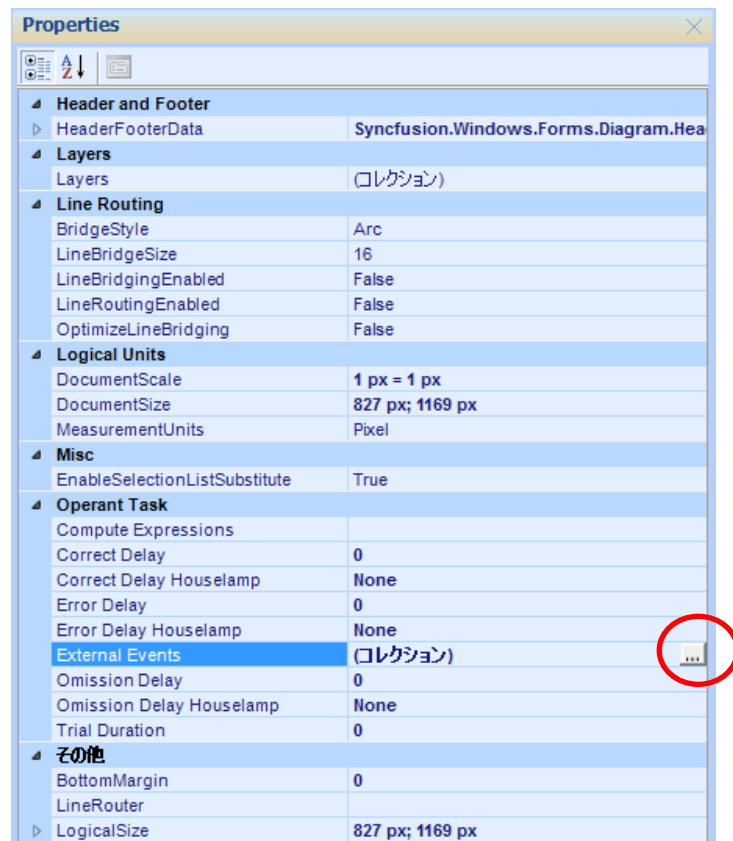 Properties
Header and Footer
HeaderFooterData Syncfusion.Windows.Forms.Diagram.Hea
Layers
Layers (コレクション)
Line Routing
BridgeStyle Arc
LineBridgeSize 16
LineBridgingEnabled False
LineRoutingEnabled False
OptimizeLineBridging False
Logical Units
DocumentScale 1 px = 1 px
DocumentSize 827 px; 1169 px
MeasurementUnits Pixel
Misc
EnableSelectionListSubstitute True
Operant Task
Compute Expressions
Correct Delay 0
Correct Delay Houselamp None
Error Delay 0
Error Delay Houselamp None
External Events (コレクション) ...
Omission Delay 0
Omission Delay Houselamp None
Trial Duration 0
その他
BottomMargin 0
LineRouter
LogicalSize 827 px; 1169 px